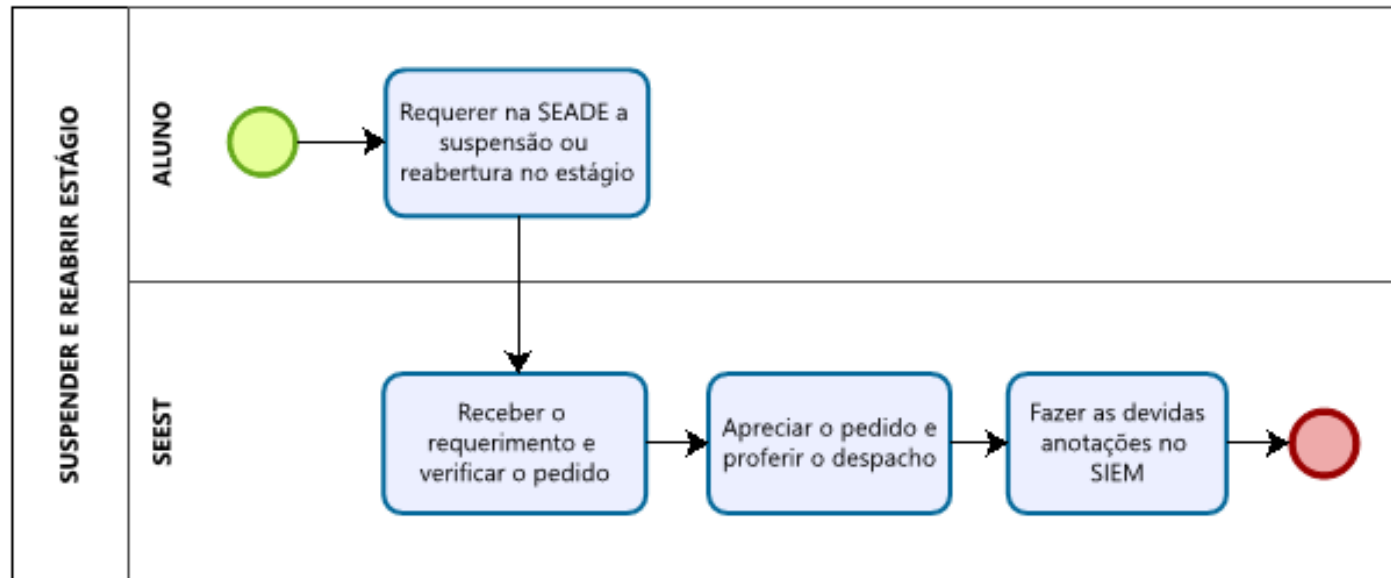 SUSPENDER E REABRIR ESTÁGIO
ALUNO
Requerer na SEADE a
suspensão ou
reabertura no estágio
SEEST
Receber o
requerimento e
verificar o pedido
Apreciar o pedido e
proferir o despacho
Fazer as devidas
anotações no
SIEM